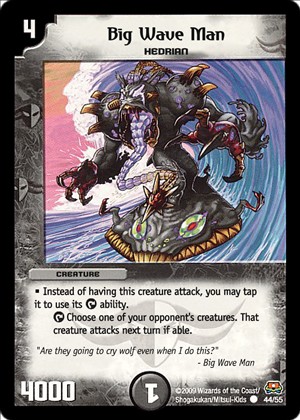 4
Big Wave Man
HEDRIAN
CREATURE
▪ Instead of having this creature attack, you may tap
it to use its ability.
Choose one of your opponent's creatures. That
creature attacks next turn if able.
"Are they going to cry wolf even when I do this?"
- Big Wave Man
4000
1
©2009 Wizards of the Coast/
Shogakukan/Mitsui-Kids
44/55